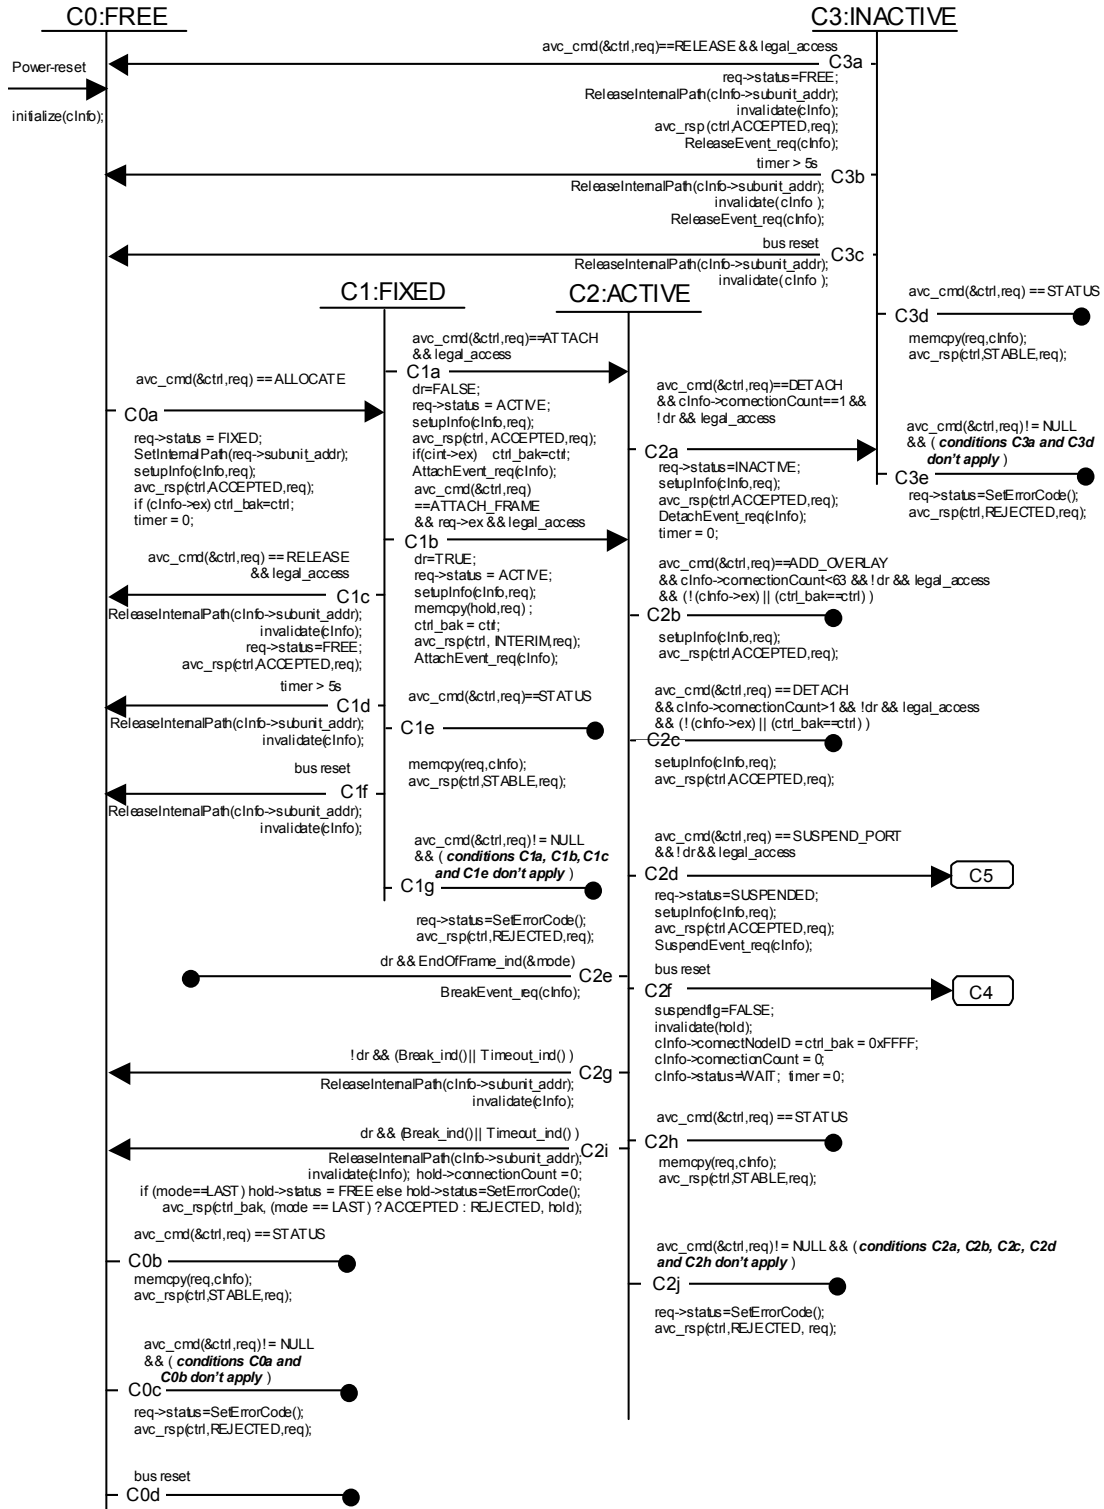 C0:FREE
C3:INACTIVE
avc_cmd(&ctrl,req)==RELEASE && legal_access
C3a
Power-reset
initialize(cInfo);
req->status=FREE;
ReleaseInternalPath(cInfo->subunit_addr);
invalidate(cInfo);
avc_rsp (ctrl,ACCEPTED,req);
ReleaseEvent_req(cInfo);
timer > 5s
C3b
ReleaseInternalPath(cInfo->subunit_addr);
invalidate( cInfo );
ReleaseEvent_req(cInfo);
bus reset
C3c
ReleaseInternalPath(cInfo->subunit_addr);
invalidate( cInfo );
C1:FIXED
C2:ACTIVE
avc_cmd(&ctrl,req) == STATUS
C3d
memcpy(req,cInfo);
avc_rsp(ctrl,STABLE,req);
avc_cmd(&ctrl,req) == ALLOCATE
C0a
req->status = FIXED;
SetInternalPath(req->subunit_addr);
setupInfo(cInfo,req);
avc_rsp(ctrl,ACCEPTED,req);
if (cInfo->ex) ctrl_bak=ctrl;
timer = 0;
avc_cmd(&ctrl,req)==ATTACH
&& legal_access
C1a
dr=FALSE;
req->status = ACTIVE;
setupInfo(cInfo,req);
avc_rsp(ctrl, ACCEPTED,req);
if(cint->ex) ctrl_bak=ctrl;
AttachEvent_req(cInfo);
avc_cmd(&ctrl,req)==DETACH
&& cInfo->connectionCount==1 &&
!dr && legal_access
C2a
req->status=INACTIVE;
setupInfo(cInfo,req);
avc_rsp(ctrl,ACCEPTED,req);
DetachEvent_req(cInfo);
timer = 0;
avc_cmd(&ctrl,req)!= NULL
&& ( conditions C3a and C3d
don't apply )
C3e
req->status=SetErrorCode();
avc_rsp(ctrl,REJECTED,req);
avc_cmd(&ctrl,req)
==ATTACH_FRAME
&& req->ex && legal_access
C1b
dr=TRUE;
req->status = ACTIVE;
setupInfo(cInfo,req);
memcpy(hold,req) ;
ctrl_bak = ctrl;
avc_rsp(ctrl, INTERIM,req);
AttachEvent_req(cInfo);
avc_cmd(&ctrl,req) == RELEASE
&& legal_access
C1c
ReleaseInternalPath(cInfo->subunit_addr);
invalidate(cInfo);
req->status=FREE;
avc_rsp(ctrl,ACCEPTED,req);
avc_cmd(&ctrl,req)==ADD_OVERLAY
&& cInfo->connectionCount<63 && !dr && legal_access
&& (! (cInfo->ex) || (ctrl_bak==ctrl) )
C2b
setupInfo(cInfo,req);
avc_rsp(ctrl,ACCEPTED,req);
timer > 5s
C1d
ReleaseInternalPath(cInfo->subunit_addr);
invalidate(cInfo);
avc_cmd(&ctrl,req)==STATUS
C1e
memcpy(req,cInfo);
avc_rsp(ctrl,STABLE,req);
avc_cmd(&ctrl,req) == DETACH
&& cInfo->connectionCount>1 && !dr && legal_access
&& (! (cInfo->ex) || (ctrl_bak==ctrl) )
C2c
setupInfo(cInfo,req);
avc_rsp(ctrl,ACCEPTED,req);
bus reset
C1f
ReleaseInternalPath(cInfo->subunit_addr);
invalidate(cInfo);
avc_cmd(&ctrl,req)! = NULL
&& ( conditions C1a, C1b, C1c
and C1e don't apply )
C1g
req->status=SetErrorCode();
avc_rsp(ctrl,REJECTED,req);
avc_cmd(&ctrl,req) == SUSPEND_PORT
&& !dr && legal_access
C2d
C5
req->status=SUSPENDED;
setupInfo(cInfo,req);
avc_rsp(ctrl,ACCEPTED,req);
SuspendEvent_req(cInfo);
dr && EndOfFrame_ind(&mode)
C2e
BreakEvent_req(cInfo);
bus reset
C2f
C4
suspendflg=FALSE;
invalidate(hold);
cInfo->connectNodeID = ctrl_bak = 0xFFFF;
cInfo->connectionCount = 0;
cInfo->status=WAIT; timer = 0;
!dr && (Break_ind()|| Timeout_ind() )
C2g
ReleaseInternalPath(cInfo->subunit_addr);
invalidate(cInfo);
avc_cmd(&ctrl,req) == STATUS
C2h
memcpy(req,cInfo);
avc_rsp(ctrl,STABLE,req);
dr && (Break_ind()|| Timeout_ind() )
C2i
ReleaseInternalPath(cInfo->subunit_addr);
invalidate(cInfo); hold->connectionCount = 0;
if (mode==LAST) hold->status = FREE else hold->status=SetErrorCode();
avc_rsp(ctrl_bak, (mode == LAST) ? ACCEPTED : REJECTED, hold);
avc_cmd(&ctrl,req) == STATUS
C0b
memcpy(req,cInfo);
avc_rsp(ctrl,STABLE,req);
avc_cmd(&ctrl,req)! = NULL && ( conditions C2a, C2b, C2c, C2d
and C2h don't apply )
C2j
req->status=SetErrorCode();
avc_rsp(ctrl,REJECTED, req);
avc_cmd(&ctrl,req)! = NULL
&& ( conditions C0a and
C0b don't apply )
C0c
req->status=SetErrorCode();
avc_rsp(ctrl,REJECTED,req);
bus reset
C0d